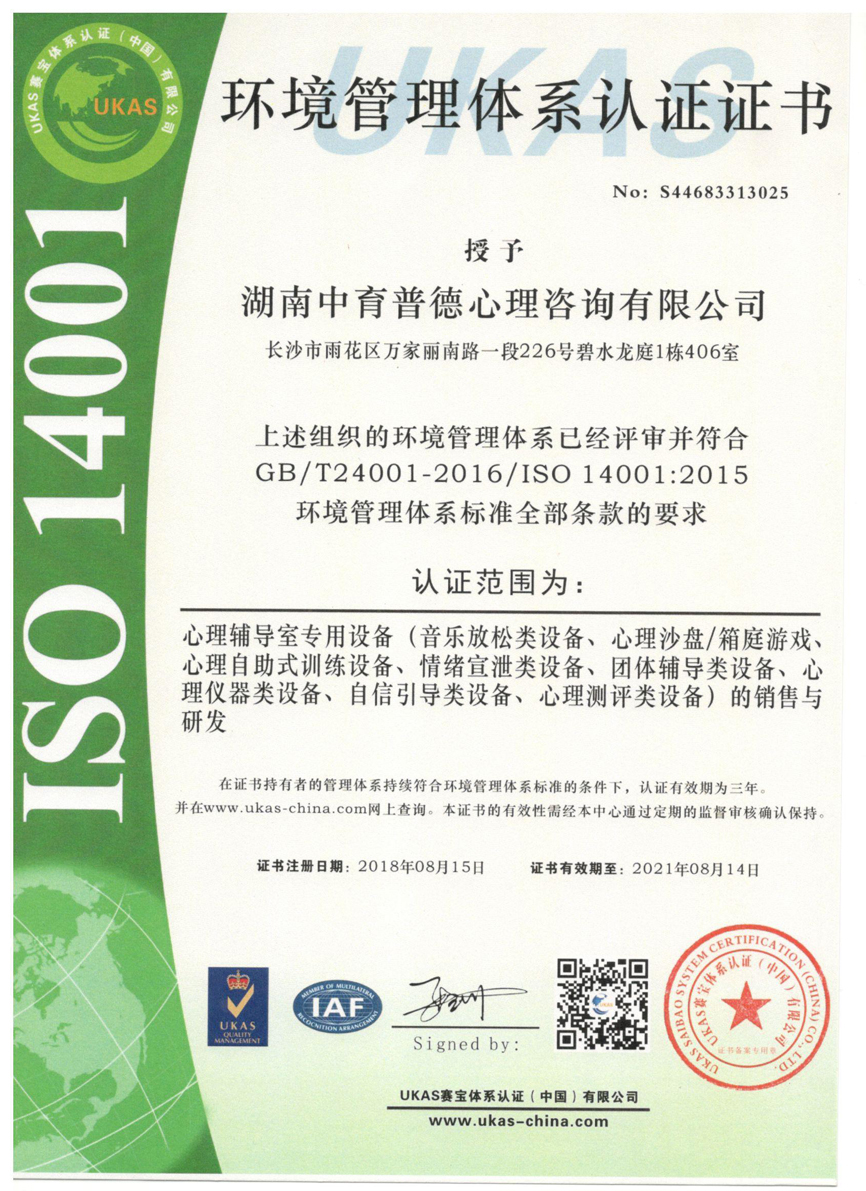 UKAS赛宝体系认证（中国）有限公司
UKAS
UKAS
环境管理体系认证证书
No: S44683313025
ISO 14001
授予
湖南中育普德心理咨询有限公司
长沙市雨花区万家丽南路一段226号碧水龙庭1栋406室
上述组织的环境管理体系已经评审并符合
GB/T24001-2016/ISO 14001:2015
环境管理体系标准全部条款的要求
认证范围为：
心理辅导室专用设备（音乐放松类设备、心理沙盘/箱庭游戏、
心理自助式训练设备、情绪宣泄类设备、团体辅导类设备、心
理仪器类设备、自信引导类设备、心理测评类设备）的销售与
研发
在证书持有者的管理体系持续符合环境管理体系标准的条件下，认证有效期为三年。
并在www.ukas-china.com网上查询。本证书的有效性需经本中心通过定期的监督审核确认保持。
证书注册日期：2018年08月15日 证书有效期至：2021年08月14日
UKAS
QUALITY
MANAGEMENT
MEMBER OF MULTILATERAL
IAF
RECOGNITION ARRANGEMENT
Signed by:
UKAS SAIBAO SYSTEM CERTIFICATION (CHINA) CO., LTD.
UKAS赛宝体系认证（中国）有限公司
证书备案专用章
UKAS赛宝体系认证（中国）有限公司
www.ukas-china.com